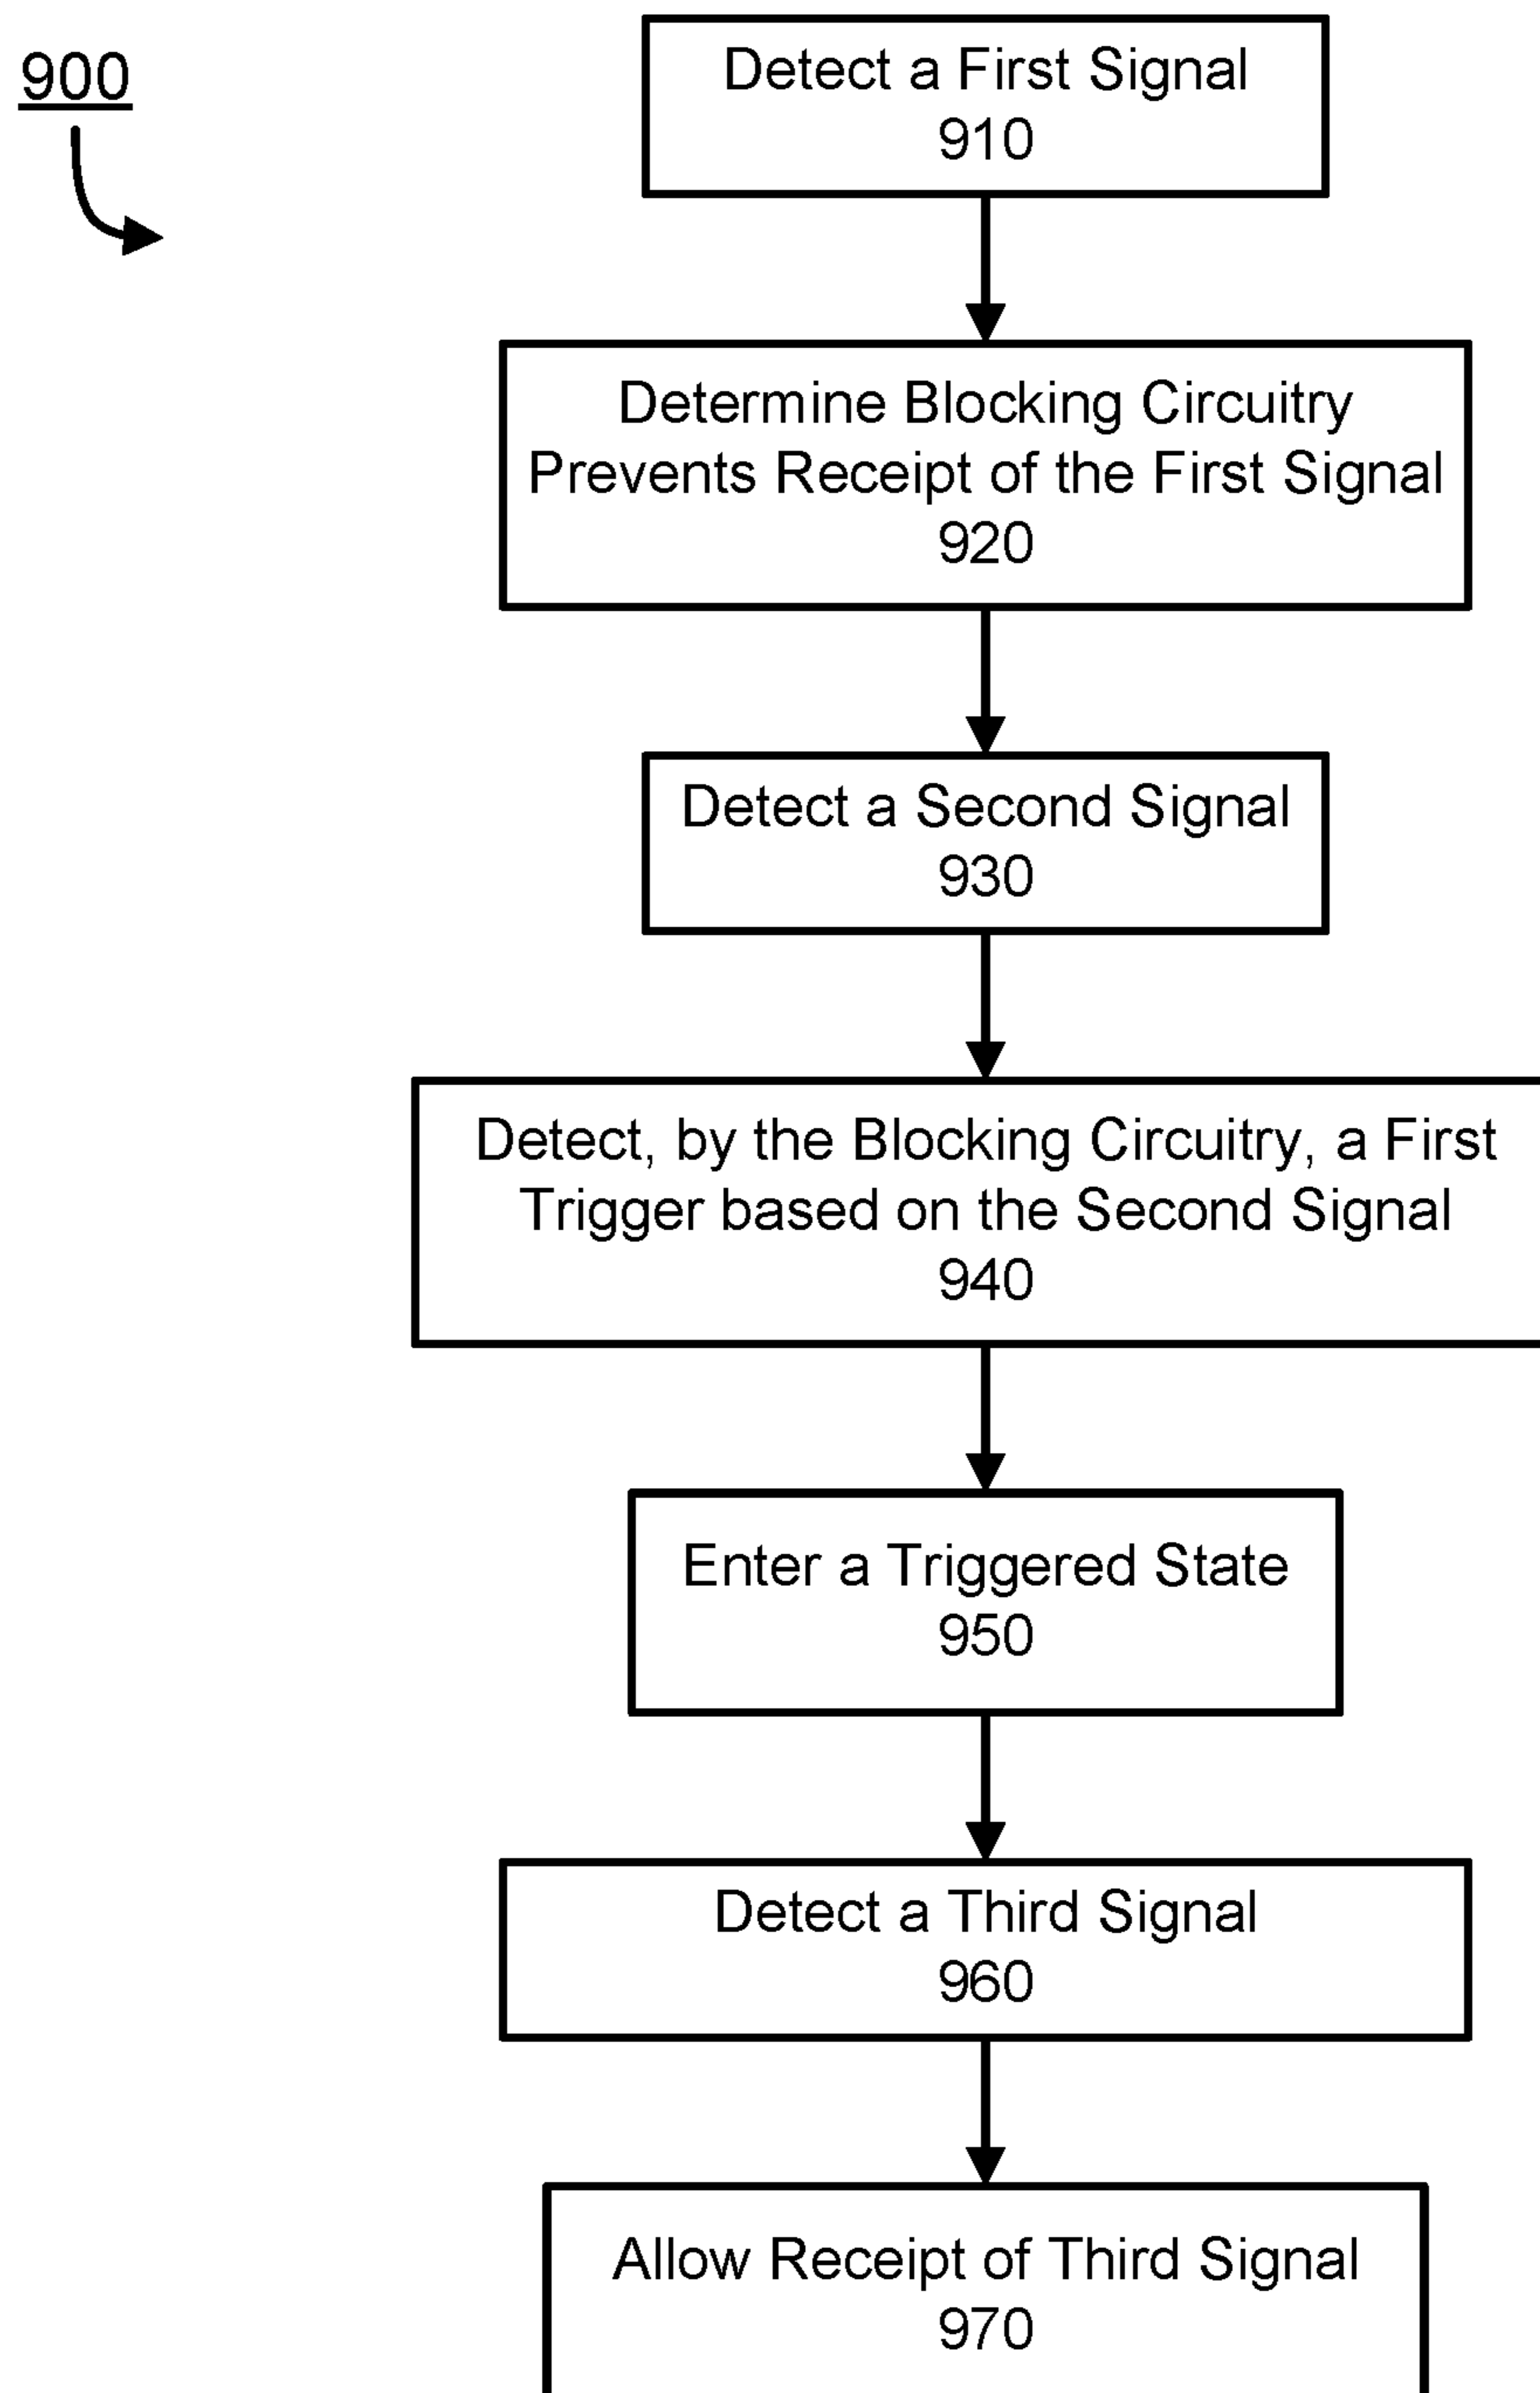 900
Detect a First Signal
910
Determine Blocking Circuitry
Prevents Receipt of the First Signal
920
Detect a Second Signal
930
Detect, by the Blocking Circuitry, a First
Trigger based on the Second Signal
940
Enter a Triggered State
950
Detect a Third Signal
960
Allow Receipt of Third Signal
970